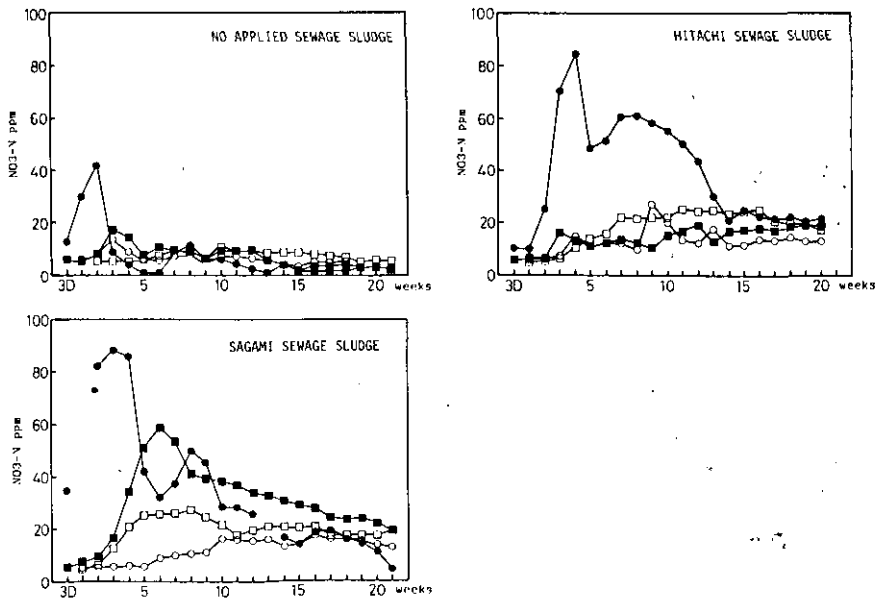 100
NO APPLIED SEWAGE SLUDGE
80
60
NO3-N ppm
40
20
0
3D 5 10 15 20 weeks
100
HITACHI SEWAGE SLUDGE
80
60
NO3-N ppm
40
20
0
3D 5 10 15 20 weeks
100
SAGAMI SEWAGE SLUDGE
80
60
NO3-N ppm
40
20
0
3D 5 10 15 20 weeks